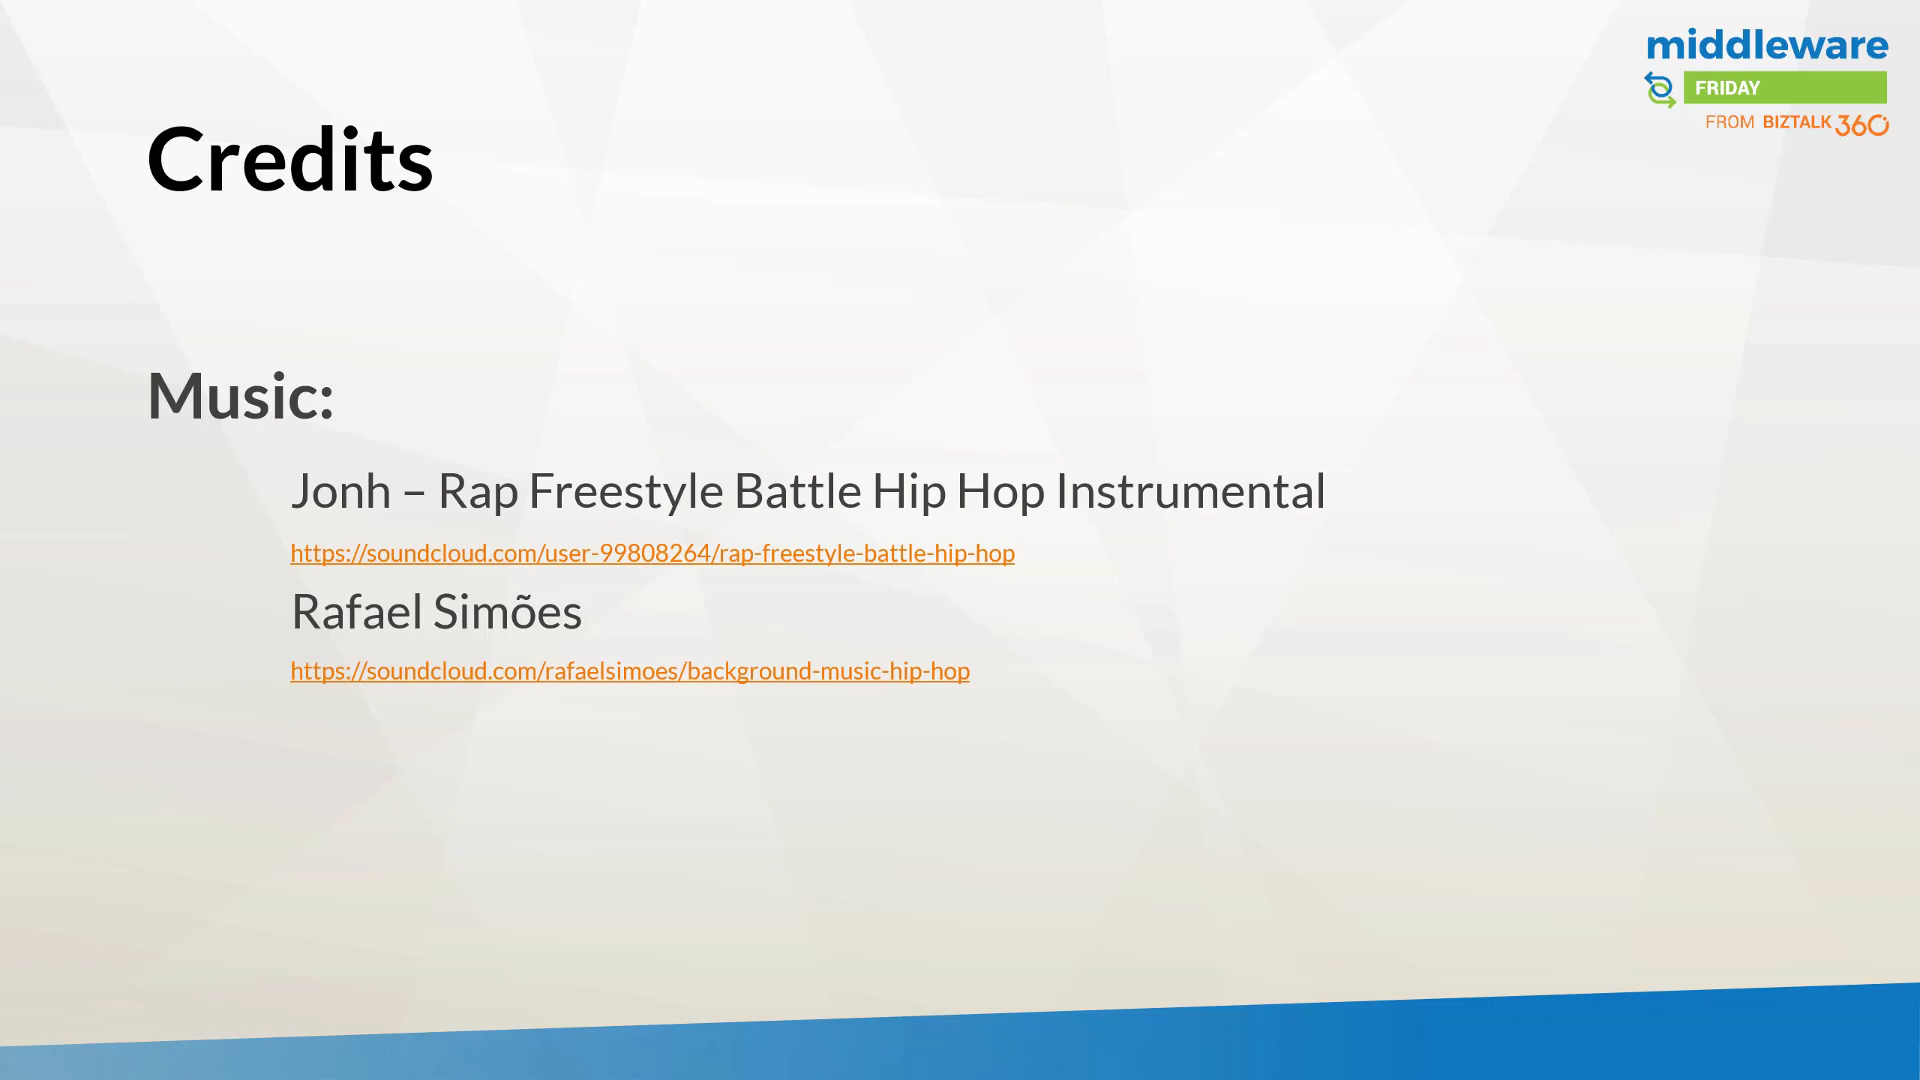 middleware
FRIDAY
FROM BIZTALK 360
Credits
Music:
Jonh – Rap Freestyle Battle Hip Hop Instrumental
https://soundcloud.com/user-99808264/rap-freestyle-battle-hip-hop
Rafael Simões
https://soundcloud.com/rafaelsimoes/background-music-hip-hop